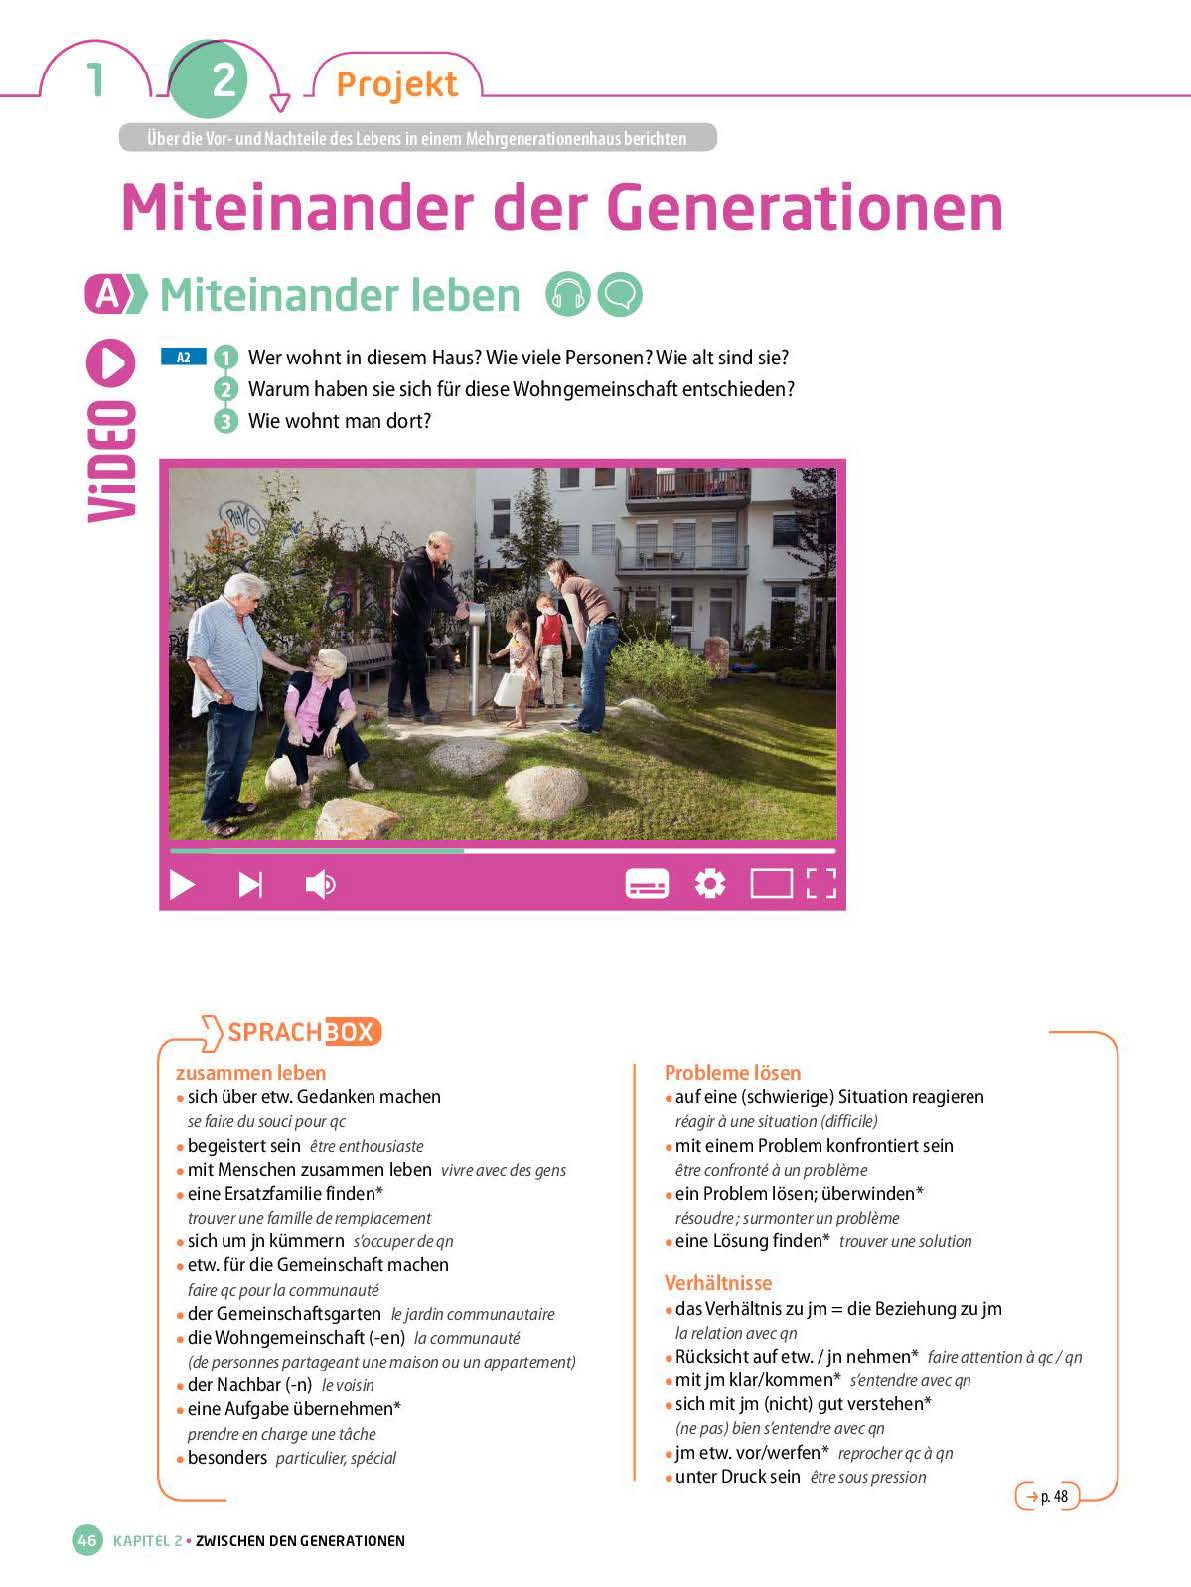 1
2
Projekt
Über die Vor- und Nachteile des Lebens in einem Mehrgenerationenhaus berichten
Miteinander der Generationen
A Miteinander leben
ViDEO
A2
1 Wer wohnt in diesem Haus? Wie viele Personen? Wie alt sind sie?
2 Warum haben sie sich für diese Wohngemeinschaft entschieden?
3 Wie wohnt man dort?
SPRACHBOX
zusammen leben
• sich über etw. Gedanken machen
se faire du souci pour qc
• begeistert sein être enthousiaste
• mit Menschen zusammen leben vivre avec des gens
• eine Ersatzfamilie finden*
trouver une famille de remplacement
• sich um jn kümmern s'occuper de qn
• etw. für die Gemeinschaft machen
faire qc pour la communauté
• der Gemeinschaftsgarten le jardin communautaire
• die Wohngemeinschaft (-en) la communauté
(de personnes partageant une maison ou un appartement)
• der Nachbar (-n) le voisin
• eine Aufgabe übernehmen*
prendre en charge une tâche
• besonders particulier, spécial
Probleme lösen
• auf eine (schwierige) Situation reagieren
réagir à une situation (difficile)
• mit einem Problem konfrontiert sein
être confronté à un problème
• ein Problem lösen; überwinden*
résoudre ; surmonter un problème
• eine Lösung finden* trouver une solution
Verhältnisse
• das Verhältnis zu jm = die Beziehung zu jm
la relation avec qn
• Rücksicht auf etw. / jn nehmen* faire attention à qc / qn
• mit jm klar/kommen* s'entendre avec qn
• sich mit jm (nicht) gut verstehen*
(ne pas) bien s'entendre avec qn
• jm etw. vor/werfen* reprocher qc à qn
• unter Druck sein être sous pression
→ p. 48
46 KAPITEL 2 • ZWISCHEN DEN GENERATIONEN